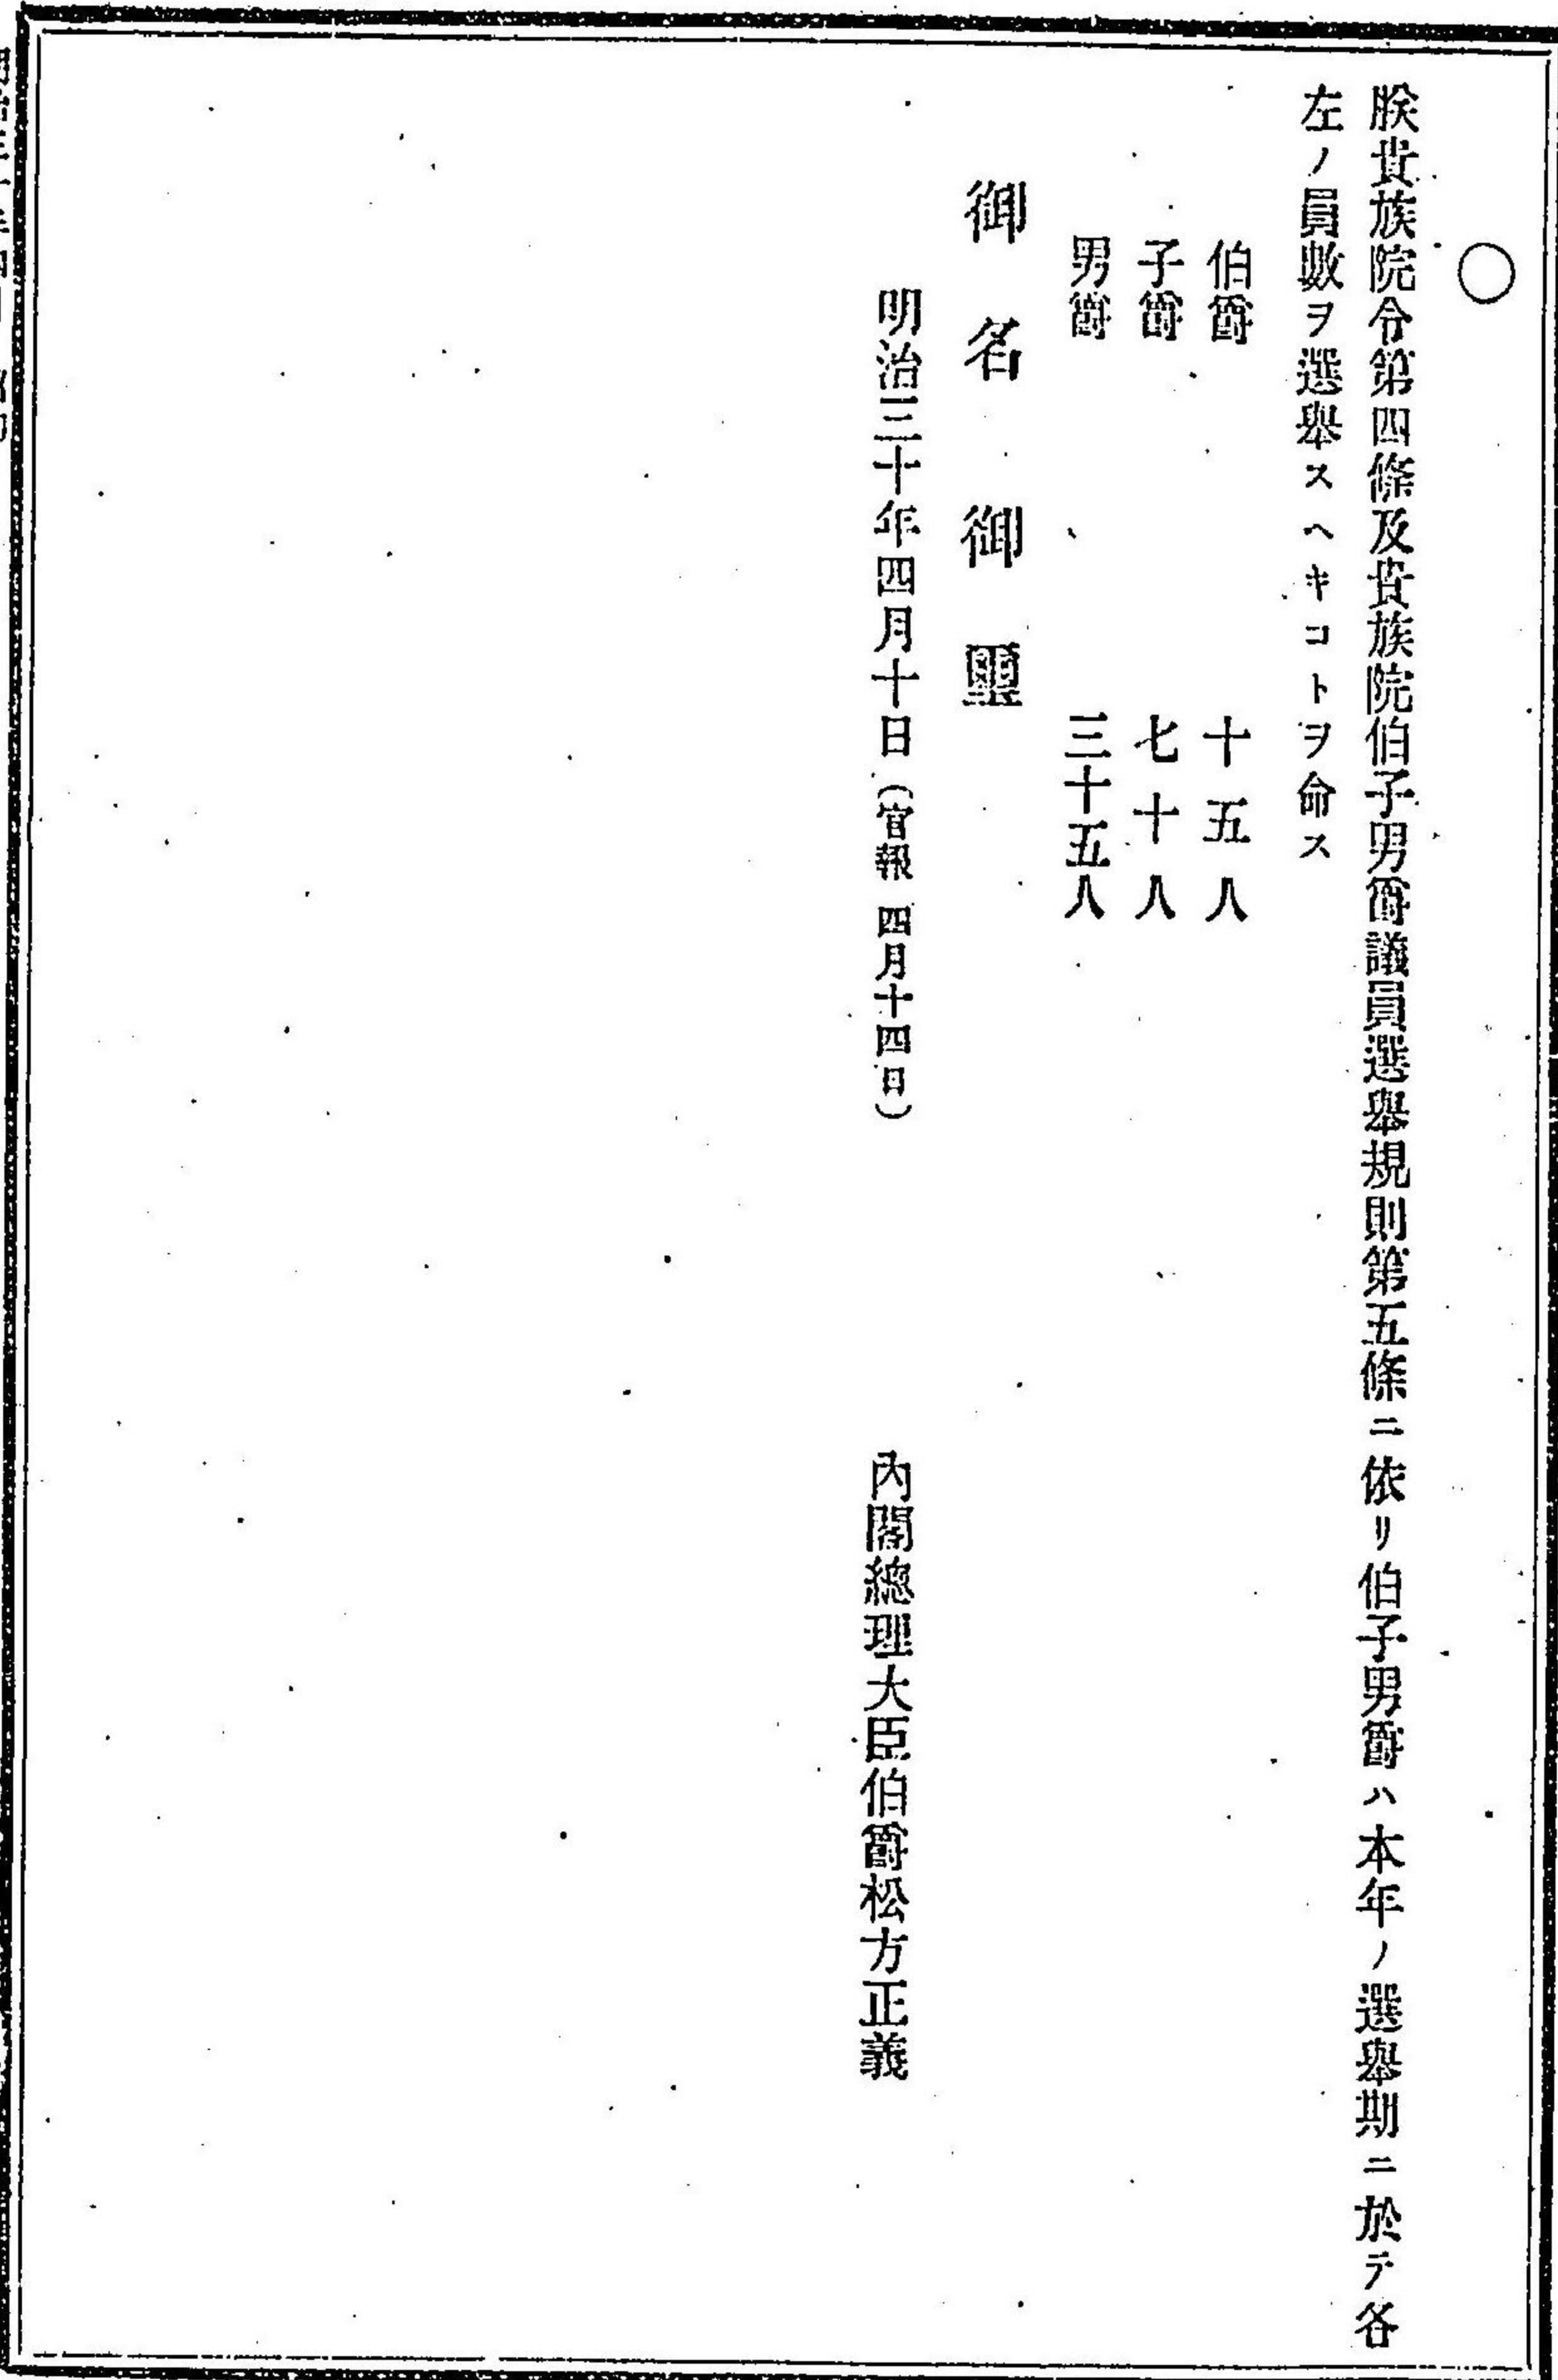 ○
朕貴族院令第四條及貴族院伯子男爵議員選擧規則第五條ニ依リ伯子男爵ハ本年ノ選擧期ニ於テ各
左ノ員數ヲ選擧スヘキコトヲ命ス
伯爵 十五人
子爵 七十人
男爵 三十五人
御名御璽
明治三十年四月十日（官報 四月十四日）
內閣總理大臣伯爵松方正義